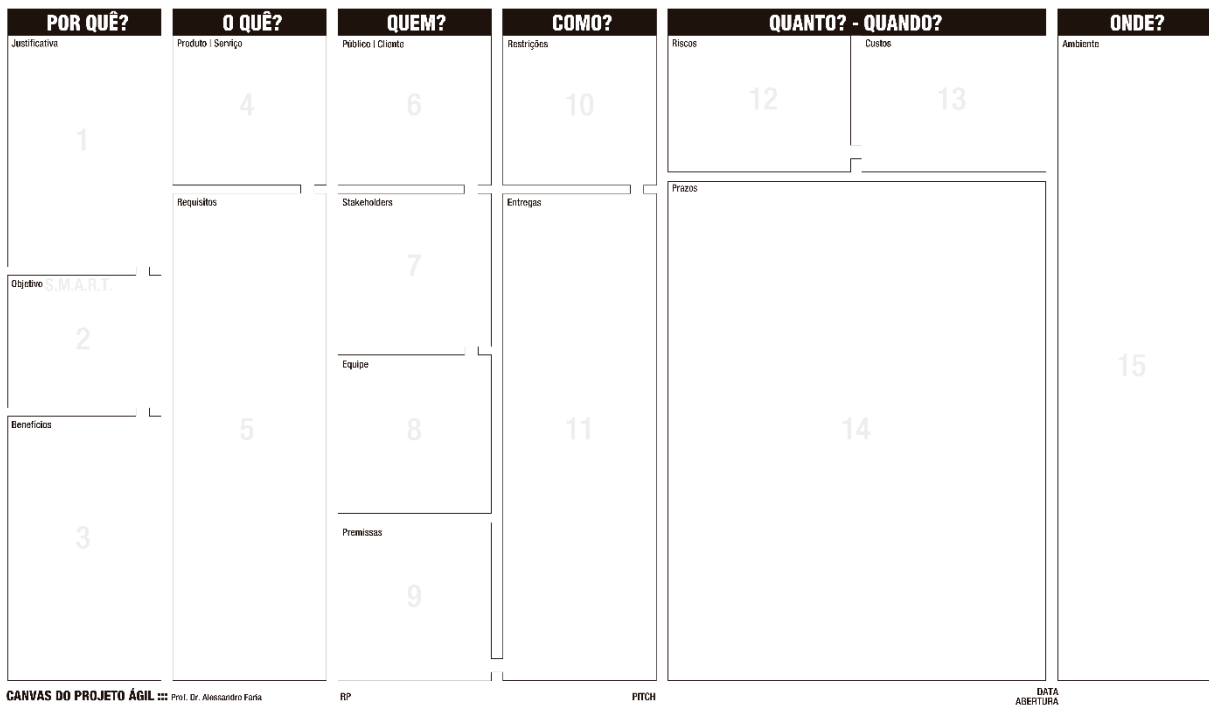 POR QUÊ?
Justificativa
1
Objetivo S.M.A.R.T.
2
Benefícios
3
O QUÊ?
Produto | Serviço
4
Requisitos
5
QUEM?
Público | Cliente
6
Stakeholders
7
Equipe
8
Premissas
9
COMO?
Restrições
10
Entregas
11
QUANTO? - QUANDO?
Riscos
12
Custos
13
Prazos
14
ONDE?
Ambiente
15
CANVAS DO PROJETO ÁGIL ::: Prof. Dr. Alessandro Faria
RP
PITCH
DATA
ABERTURA